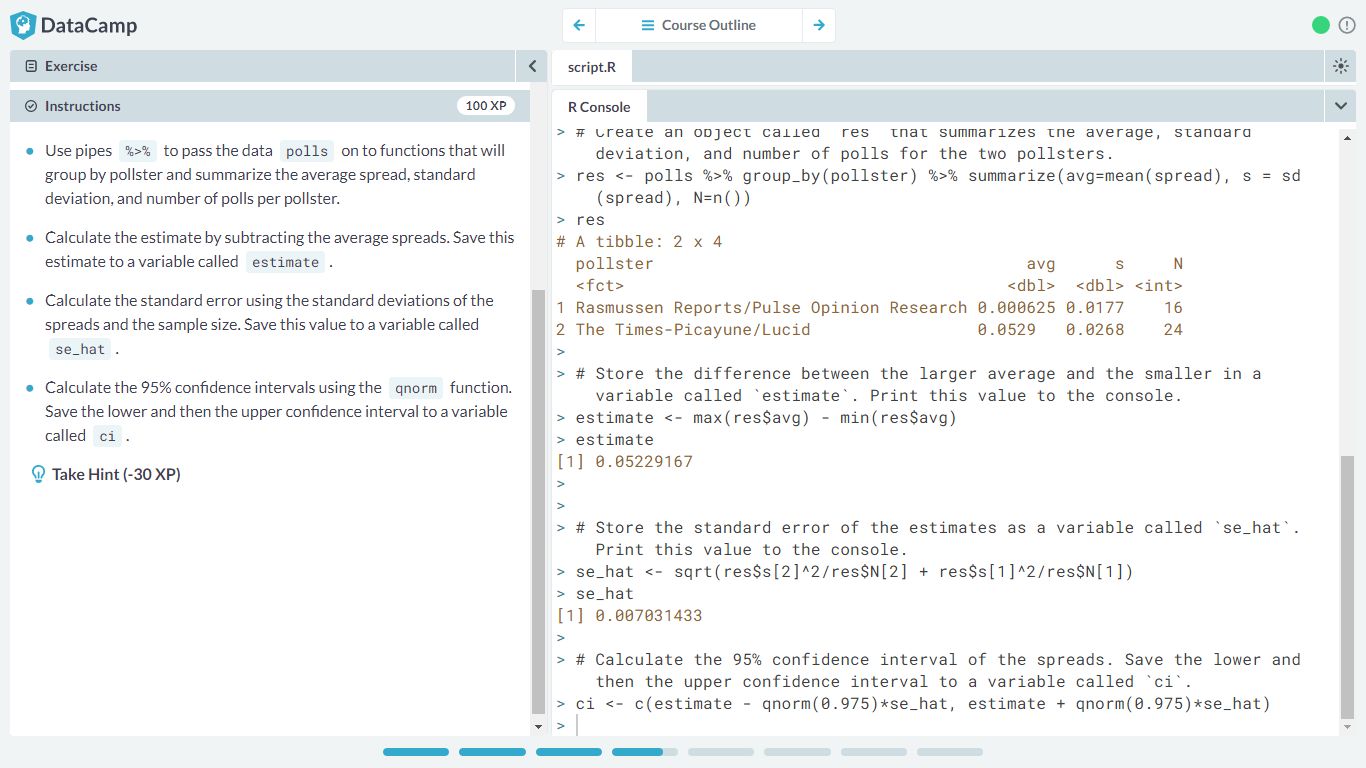 DataCamp
Course Outline
Exercise
Instructions
100 XP
Use pipes %>% to pass the data polls on to functions that will
group by pollster and summarize the average spread, standard
deviation, and number of polls per pollster.
Calculate the estimate by subtracting the average spreads. Save this
estimate to a variable called estimate .
Calculate the standard error using the standard deviations of the
spreads and the sample size. Save this value to a variable called
se_hat .
Calculate the 95% confidence intervals using the qnorm function.
Save the lower and then the upper confidence interval to a variable
called ci .
Take Hint (-30 XP)
script.R
R Console
> # Create an object called `res` that summarizes the average, standard
deviation, and number of polls for the two pollsters.
> res <- polls %>% group_by(pollster) %>% summarize(avg=mean(spread), s = sd
(spread), N=n())
> res
# A tibble: 2 x 4
pollster avg s N
<fct> <dbl> <dbl> <int>
1 Rasmussen Reports/Pulse Opinion Research 0.000625 0.0177 16
2 The Times-Picayune/Lucid 0.0529 0.0268 24
>
> # Store the difference between the larger average and the smaller in a
variable called `estimate`. Print this value to the console.
> estimate <- max(res$avg) - min(res$avg)
> estimate
[1] 0.05229167
>
>
> # Store the standard error of the estimates as a variable called `se_hat`.
Print this value to the console.
> se_hat <- sqrt(res$s[2]^2/res$N[2] + res$s[1]^2/res$N[1])
> se_hat
[1] 0.007031433
>
> # Calculate the 95% confidence interval of the spreads. Save the lower and
then the upper confidence interval to a variable called `ci`.
> ci <- c(estimate - qnorm(0.975)*se_hat, estimate + qnorm(0.975)*se_hat)
>